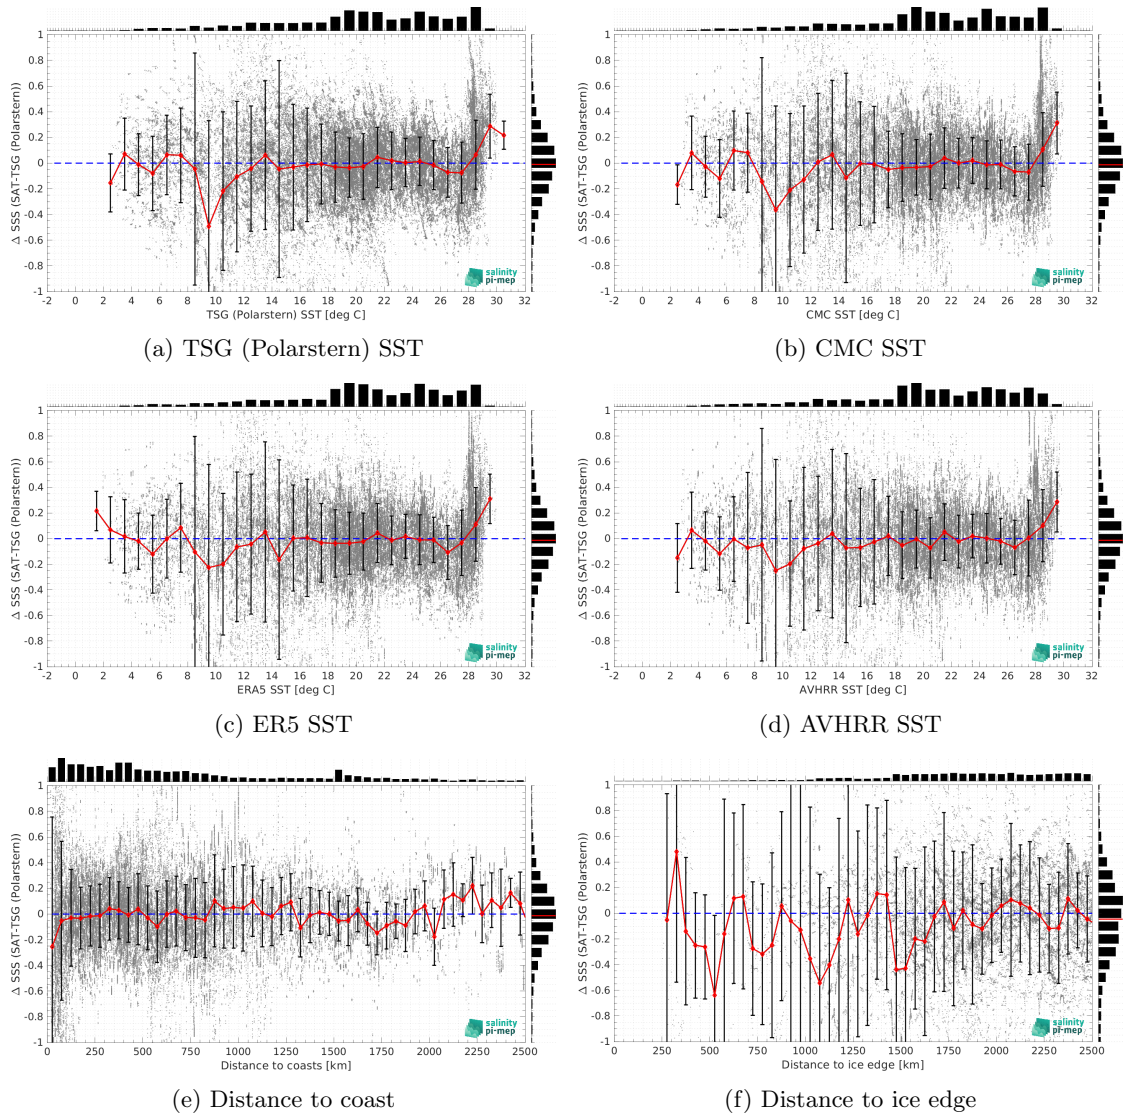 1
0.8
0.6
0.4
0.2
0
-0.2
-0.4
-0.6
-0.8
-1
Δ SSS (SAT-TSG (Polarstern))
-2 0 2 4 6 8 10 12 14 16 18 20 22 24 26 28 30 32
TSG (Polarstern) SST [deg C]
salinity
pi-mep
(a) TSG (Polarstern) SST
1
0.8
0.6
0.4
0.2
0
-0.2
-0.4
-0.6
-0.8
-1
Δ SSS (SAT-TSG (Polarstern))
-2 0 2 4 6 8 10 12 14 16 18 20 22 24 26 28 30 32
CMC SST [deg C]
salinity
pi-mep
(b) CMC SST
1
0.8
0.6
0.4
0.2
0
-0.2
-0.4
-0.6
-0.8
-1
Δ SSS (SAT-TSG (Polarstern))
-2 0 2 4 6 8 10 12 14 16 18 20 22 24 26 28 30 32
ERA5 SST [deg C]
salinity
pi-mep
(c) ER5 SST
1
0.8
0.6
0.4
0.2
0
-0.2
-0.4
-0.6
-0.8
-1
Δ SSS (SAT-TSG (Polarstern))
-2 0 2 4 6 8 10 12 14 16 18 20 22 24 26 28 30 32
AVHRR SST [deg C]
salinity
pi-mep
(d) AVHRR SST
1
0.8
0.6
0.4
0.2
0
-0.2
-0.4
-0.6
-0.8
-1
Δ SSS (SAT-TSG (Polarstern))
0 250 500 750 1000 1250 1500 1750 2000 2250 2500
Distance to coasts [km]
salinity
pi-mep
(e) Distance to coast
1
0.8
0.6
0.4
0.2
0
-0.2
-0.4
-0.6
-0.8
-1
Δ SSS (SAT-TSG (Polarstern))
0 250 500 750 1000 1250 1500 1750 2000 2250 2500
Distance to ice edge [km]
salinity
pi-mep
(f) Distance to ice edge